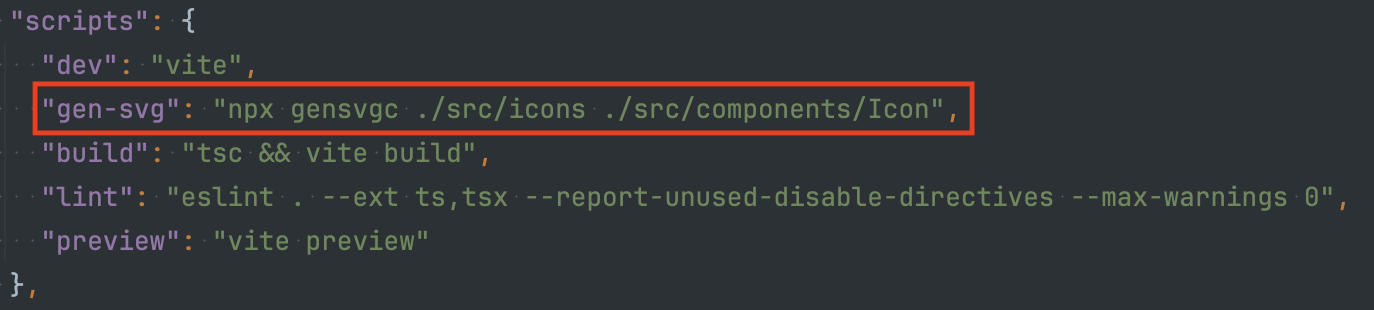 "scripts": {
"dev": "vite",
"gen-svg": "npx gensvgc ./src/icons ./src/components/Icon",
"build": "tsc && vite build",
"lint": "eslint . --ext ts,tsx --report-unused-disable-directives --max-warnings 0",
"preview": "vite preview"
},